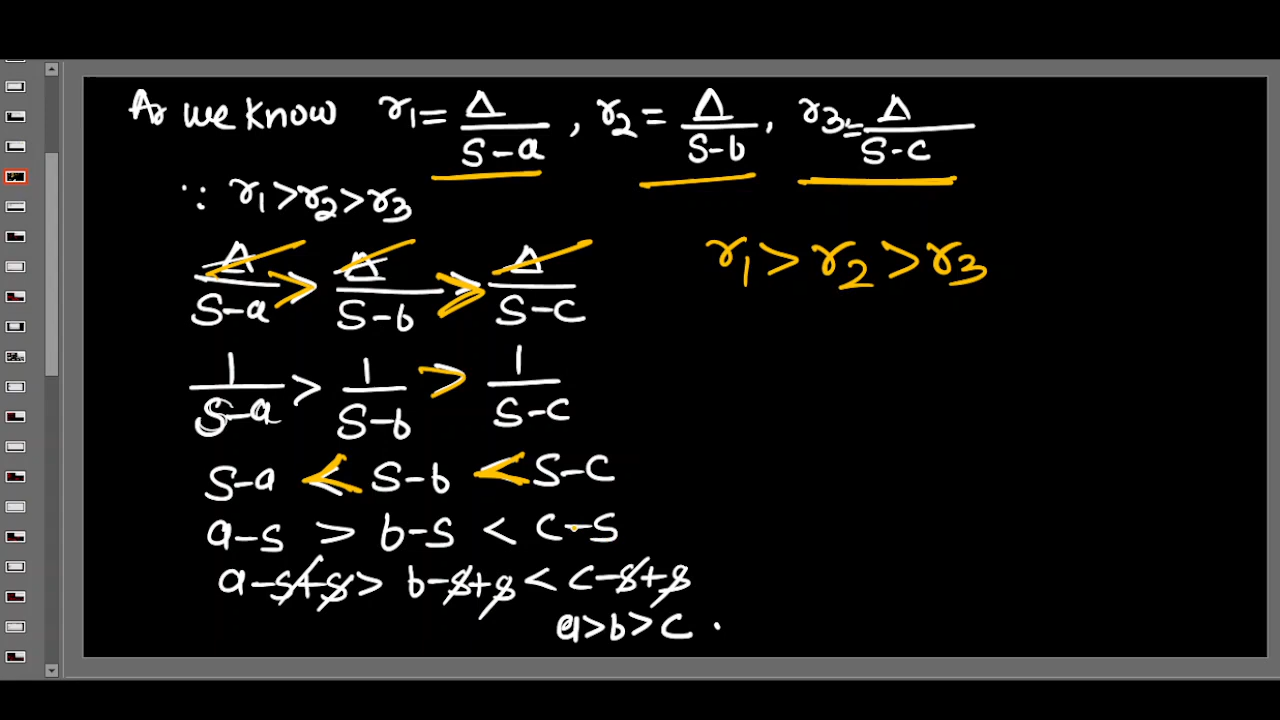 As we know r₁ = Δ/(S-a), r₂ = Δ/(S-b), r₃ = Δ/(S-c)
∵ r₁ > r₂ > r₃
r₁ > r₂ > r₃
Δ/(S-a) > Δ/(S-b) > Δ/(S-c)
1/(S-a) > 1/(S-b) > 1/(S-c)
S-a < S-b < S-c
a-s > b-s < c-s
a-s+s > b-s+s < c-s+s
a>b>c .